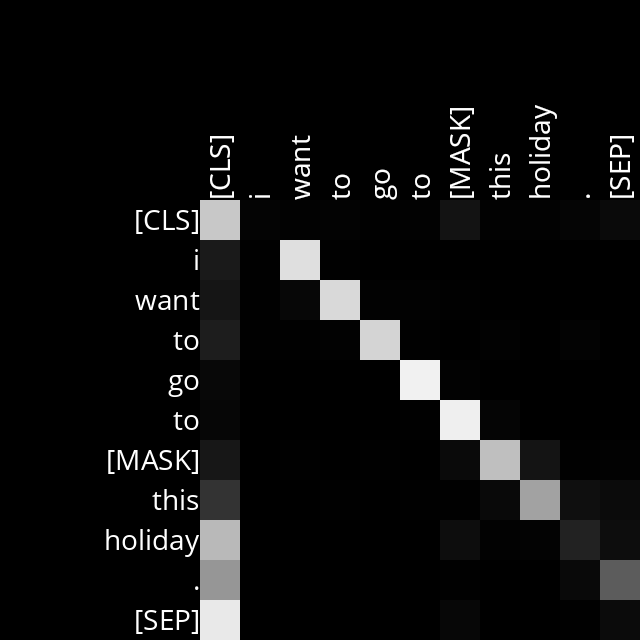 [CLS] i want to go to [MASK] this holiday . [SEP]
[CLS]
i
want
to
go
to
[MASK]
this
holiday
.
[SEP]